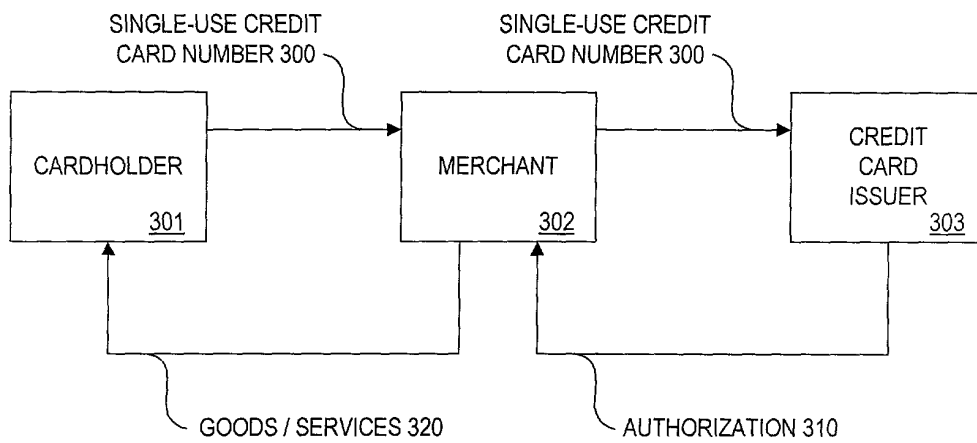 SINGLE-USE CREDIT
CARD NUMBER 300
SINGLE-USE CREDIT
CARD NUMBER 300
CARDHOLDER
301
MERCHANT
302
CREDIT
CARD
ISSUER
303
GOODS / SERVICES 320
AUTHORIZATION 310